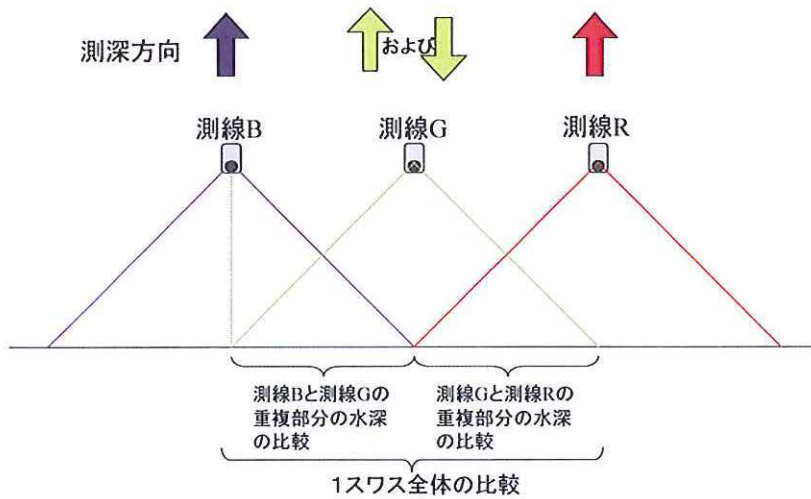 測深方向
および
測線B
測線G
測線R
測線Bと測線Gの
重複部分の水深
の比較
測線Gと測線Rの
重複部分の水深
の比較
1スワス全体の比較